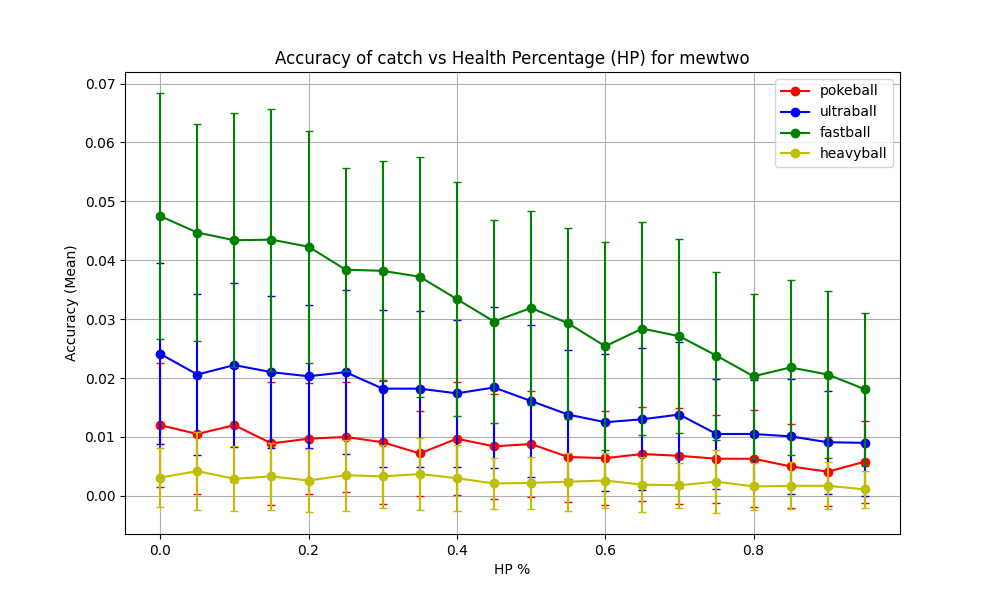 Accuracy of catch vs Health Percentage (HP) for mewtwo
0.07
0.06
0.05
0.04
0.03
0.02
0.01
0.00
Accuracy (Mean)
pokeball
ultraball
fastball
heavyball
0.0 0.2 0.4 0.6 0.8
HP %